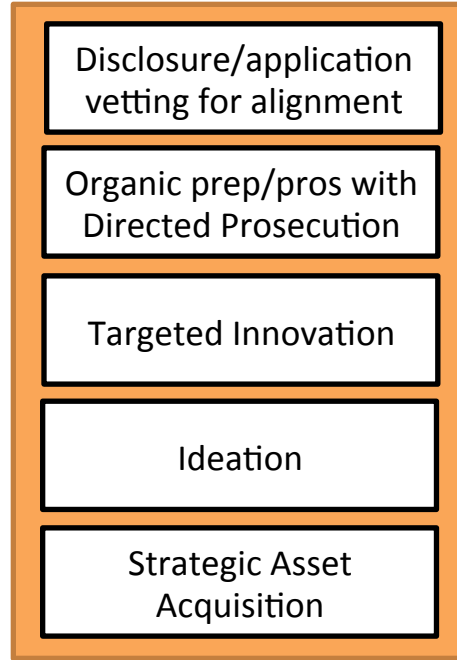 Disclosure/application
vetting for alignment
Organic prep/pros with
Directed Prosecution
Targeted Innovation
Ideation
Strategic Asset
Acquisition